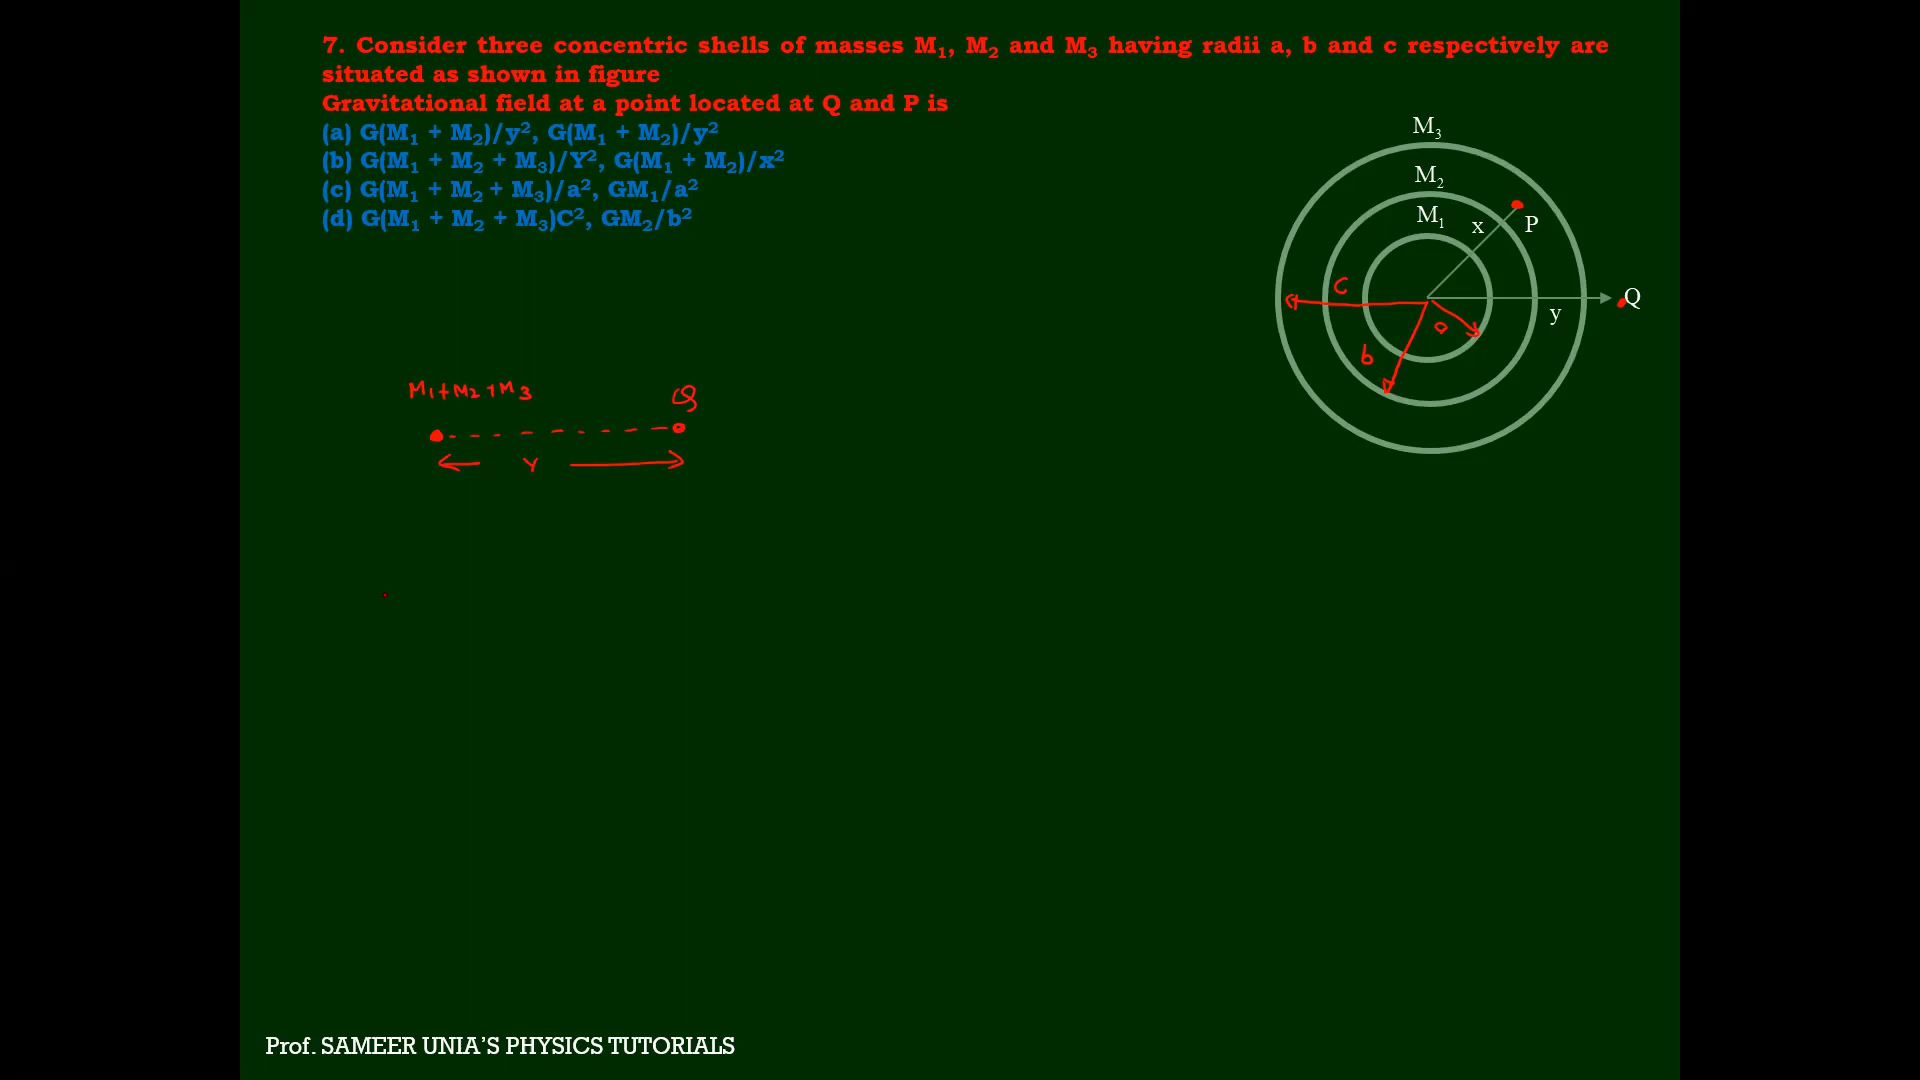 7. Consider three concentric shells of masses M₁, M₂ and M₃ having radii a, b and c respectively are
situated as shown in figure
Gravitational field at a point located at Q and P is
(a) G(M₁ + M₂)/y², G(M₁ + M₂)/y²
(b) G(M₁ + M₂ + M₃)/Y², G(M₁ + M₂)/x²
(c) G(M₁ + M₂ + M₃)/a², GM₁/a²
(d) G(M₁ + M₂ + M₃)C², GM₂/b²
M₃
M₂
M₁
x
P
C
Q
y
a
b
M₁+M₂+M₃
Q
Y
Prof. SAMEER UNIA'S PHYSICS TUTORIALS